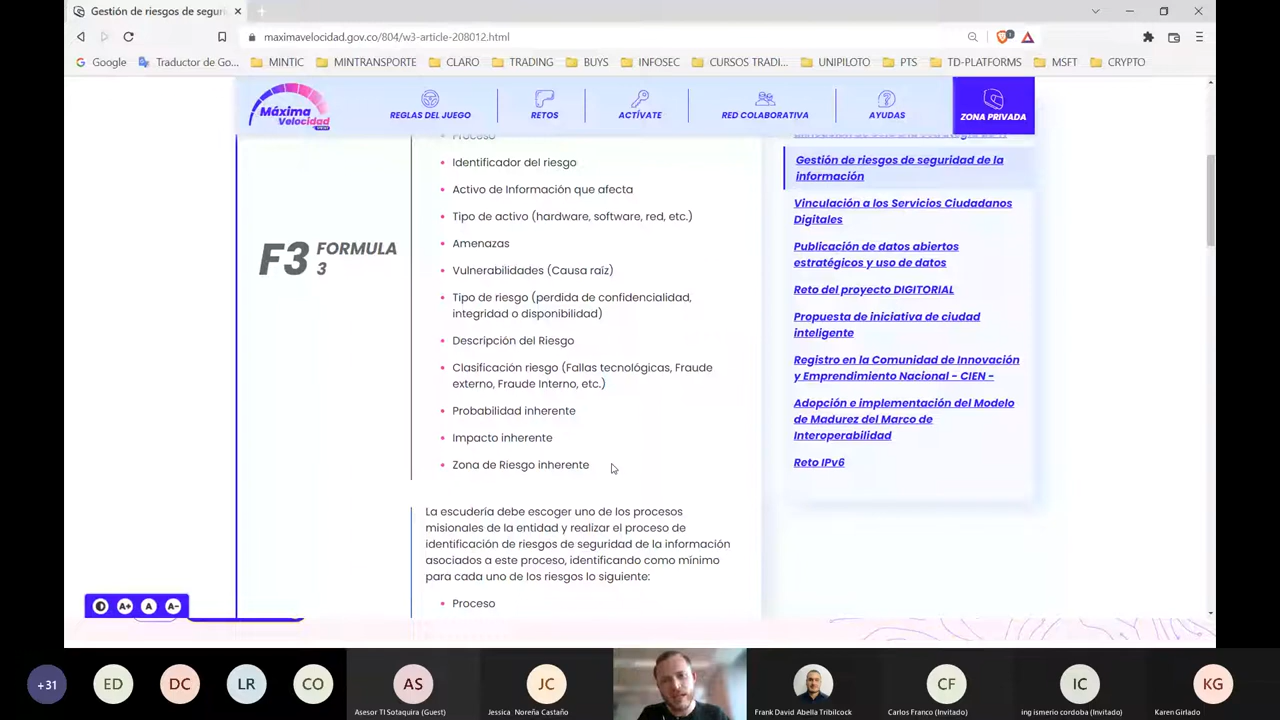 Gestión de riesgos de seguri
maximavelocidad.gov.co/804/w3-article-208012.html
1
Google
Traductor de Go...
MINTIC
MINTRANSPORTE
CLARO
TRADING
BUYS
INFOSEC
CURSOS TRADI...
UNIPILOTO
PTS
TD-PLATFORMS
MSFT
CRYPTO
Máxima
Velocidad
REGLAS DEL JUEGO
RETOS
ACTÍVATE
RED COLABORATIVA
AYUDAS
ZONA PRIVADA
F3 FORMULA
3
Proceso
Identificador del riesgo
Activo de Información que afecta
Tipo de activo (hardware, software, red, etc.)
Amenazas
Vulnerabilidades (Causa raíz)
Tipo de riesgo (perdida de confidencialidad,
integridad o disponibilidad)
Descripción del Riesgo
Clasificación riesgo (Fallas tecnológicas, Fraude
externo, Fraude Interno, etc.)
Probabilidad inherente
Impacto inherente
Zona de Riesgo inherente
La escudería debe escoger uno de los procesos
misionales de la entidad y realizar el proceso de
identificación de riesgos de seguridad de la información
asociados a este proceso, identificando como mínimo
para cada uno de los riesgos lo siguiente:
Proceso
Gestión de riesgos de seguridad de la
información
Vinculación a los Servicios Ciudadanos
Digitales
Publicación de datos abiertos
estratégicos y uso de datos
Reto del proyecto DIGITORIAL
Propuesta de iniciativa de ciudad
inteligente
Registro en la Comunidad de Innovación
y Emprendimiento Nacional - CIEN -
Adopción e implementación del Modelo
de Madurez del Marco de
Interoperabilidad
Reto IPv6
A+
A
A-
+31
ED
DC
LR
CO
AS
JC
CF
IC
KG
Asesor TI Sotaquira (Guest)
Jessica Noreña Castaño
Frank David Abella Tribilcock
Carlos Franco (Invitado)
ing ismerio cordoba (Invitado)
Karen Girlado